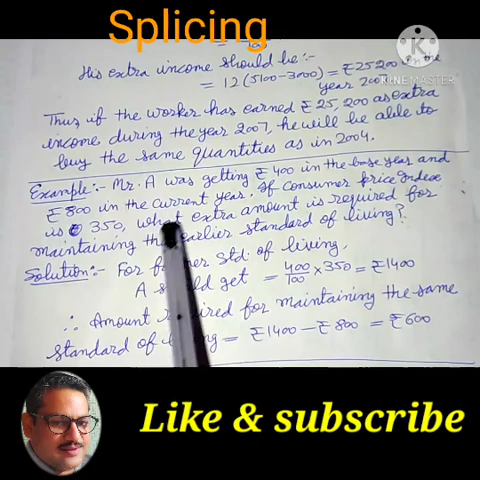 Splicing
His extra income should be:-
= 12(5100-3000) = ₹25200
year 200
KINEMASTER
Thus, if the worker has earned ₹25,200 as extra
income during the year 2007, he will be able to
buy the same quantities as in 2004.
Example:- Mr. A was getting ₹400 in the base year and
₹800 in the current year. If consumer price Index
is 350, what extra amount is required for
maintaining the earlier standard of living?
Solution:- For former Std. of living,
A should get = 400/100 × 350 = ₹1400
∴ Amount required for maintaining the same
standard of living = ₹1400 - ₹800 = ₹600
Like & subscribe